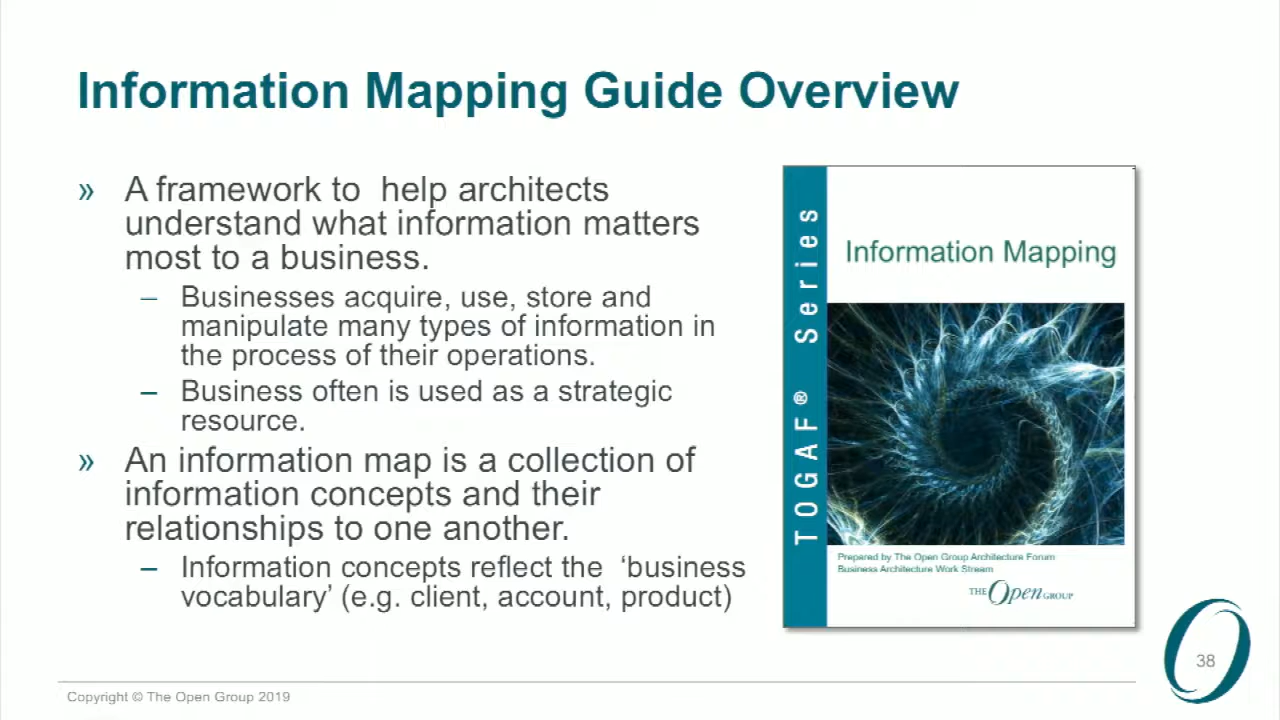 Information Mapping Guide Overview
» A framework to help architects
understand what information matters
most to a business.
– Businesses acquire, use, store and
manipulate many types of information in
the process of their operations.
– Business often is used as a strategic
resource.
» An information map is a collection of
information concepts and their
relationships to one another.
– Information concepts reflect the ‘business
vocabulary’ (e.g. client, account, product)
TOGAF® Series
Information Mapping
Prepared by The Open Group Architecture Forum
Business Architecture Work Stream
THE Open GROUP
38
Copyright © The Open Group 2019